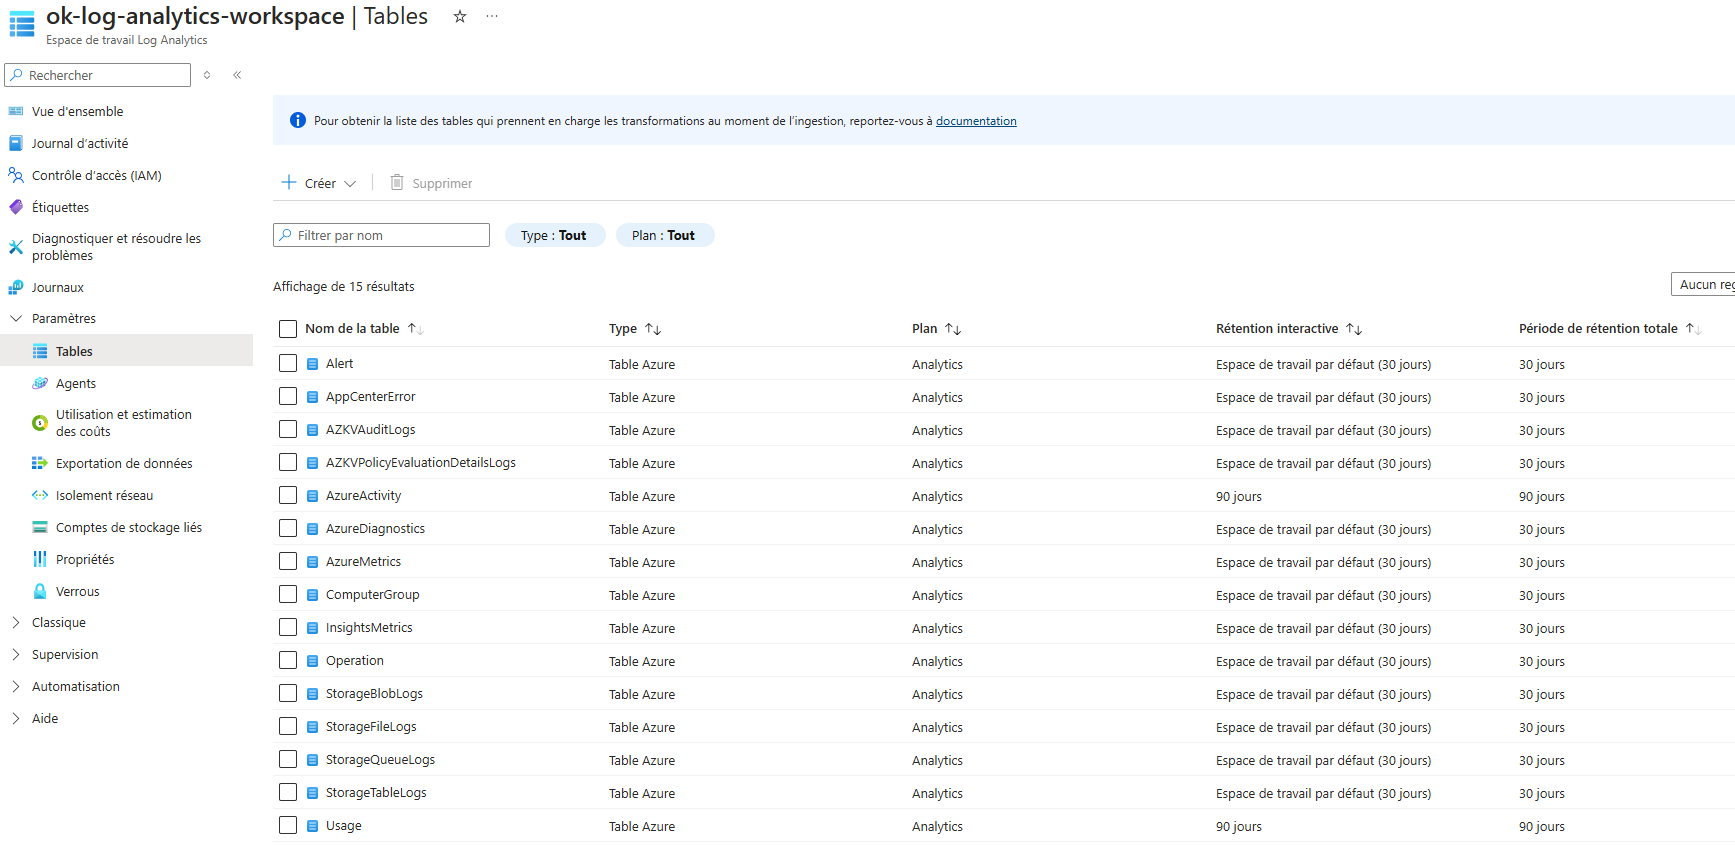 ok-log-analytics-workspace | Tables
Espace de travail Log Analytics
Rechercher
Vue d'ensemble
Journal d'activité
Contrôle d'accès (IAM)
Étiquettes
Diagnostiquer et résoudre les
problèmes
Journaux
Paramètres
Tables
Agents
Utilisation et estimation
des coûts
Exportation de données
Isolement réseau
Comptes de stockage liés
Propriétés
Verrous
Classique
Supervision
Automatisation
Aide
Pour obtenir la liste des tables qui prennent en charge les transformations au moment de l'ingestion, reportez-vous à documentation
Créer Supprimer
Filtrer par nom Type : Tout Plan : Tout
Affichage de 15 résultats
Aucun reg
Nom de la table Type Plan Rétention interactive Période de rétention totale
Alert Table Azure Analytics Espace de travail par défaut (30 jours) 30 jours
AppCenterError Table Azure Analytics Espace de travail par défaut (30 jours) 30 jours
AZKVAuditLogs Table Azure Analytics Espace de travail par défaut (30 jours) 30 jours
AZKVPolicyEvaluationDetailsLogs Table Azure Analytics Espace de travail par défaut (30 jours) 30 jours
AzureActivity Table Azure Analytics 90 jours 90 jours
AzureDiagnostics Table Azure Analytics Espace de travail par défaut (30 jours) 30 jours
AzureMetrics Table Azure Analytics Espace de travail par défaut (30 jours) 30 jours
ComputerGroup Table Azure Analytics Espace de travail par défaut (30 jours) 30 jours
InsightsMetrics Table Azure Analytics Espace de travail par défaut (30 jours) 30 jours
Operation Table Azure Analytics Espace de travail par défaut (30 jours) 30 jours
StorageBlobLogs Table Azure Analytics Espace de travail par défaut (30 jours) 30 jours
StorageFileLogs Table Azure Analytics Espace de travail par défaut (30 jours) 30 jours
StorageQueueLogs Table Azure Analytics Espace de travail par défaut (30 jours) 30 jours
StorageTableLogs Table Azure Analytics Espace de travail par défaut (30 jours) 30 jours
Usage Table Azure Analytics 90 jours 90 jours